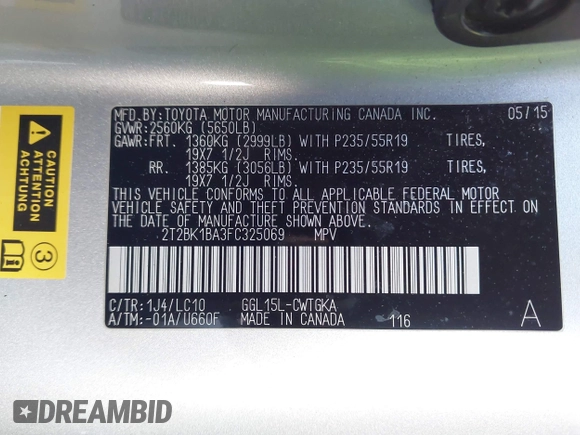 MFD.BY:TOYOTA MOTOR MANUFACTURING CANADA INC. 05/15
GVWR:2560KG (5650LB)
GAWR:FRT. 1360KG (2999LB) WITH P235/55R19 TIRES,
19X7 1/2J RIMS.
RR. 1385KG (3056LB) WITH P235/55R19 TIRES,
19X7 1/2J RIMS.
THIS VEHICLE CONFORMS TO ALL APPLICABLE FEDERAL MOTOR
VEHICLE SAFETY AND THEFT PREVENTION STANDARDS IN EFFECT ON
THE DATE OF MANUFACTURE SHOWN ABOVE.
2T2BK1BA3FC325069 MPV
C/TR:1J4/LC10 GGL15L-CWTGKA
A/TM:-01A/U660F MADE IN CANADA 116 A
CAUTION
ATTENTION
ACHTUNG
3
DREAMBID